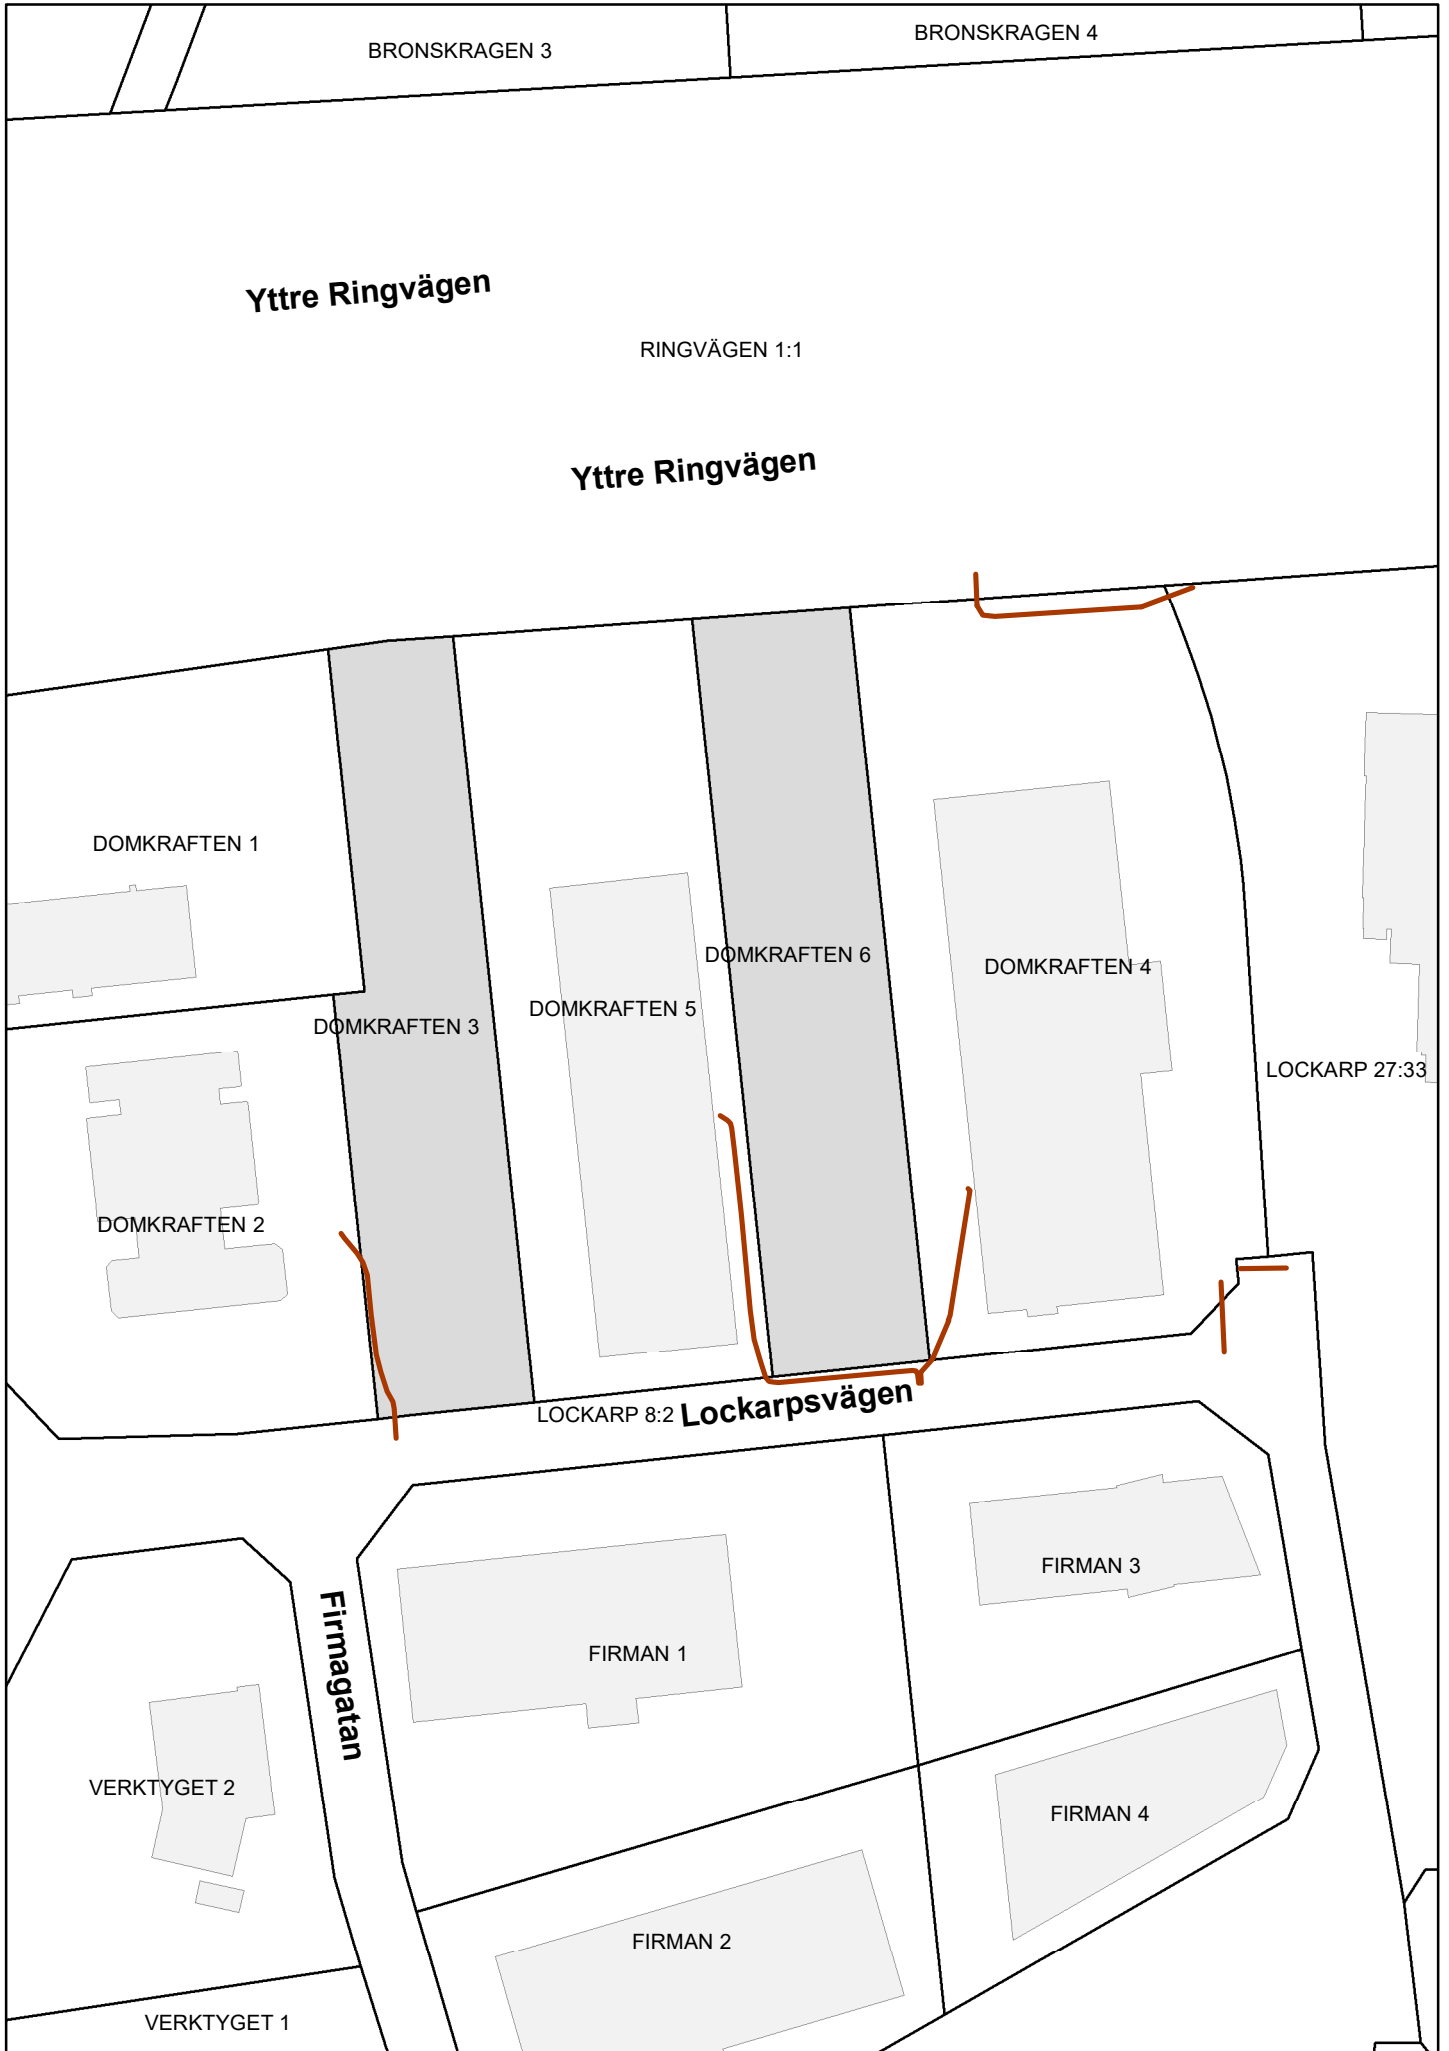 BRONSKRAGEN 3
BRONSKRAGEN 4
Yttre Ringvägen
RINGVÄGEN 1:1
Yttre Ringvägen
DOMKRAFTEN 1
DOMKRAFTEN 6
DOMKRAFTEN 4
DOMKRAFTEN 5
DOMKRAFTEN 3
LOCKARP 27:33
DOMKRAFTEN 2
LOCKARP 8:2
Lockarpsvägen
FIRMAN 3
FIRMAN 1
Firmagatan
VERKTYGET 2
FIRMAN 4
FIRMAN 2
VERKTYGET 1